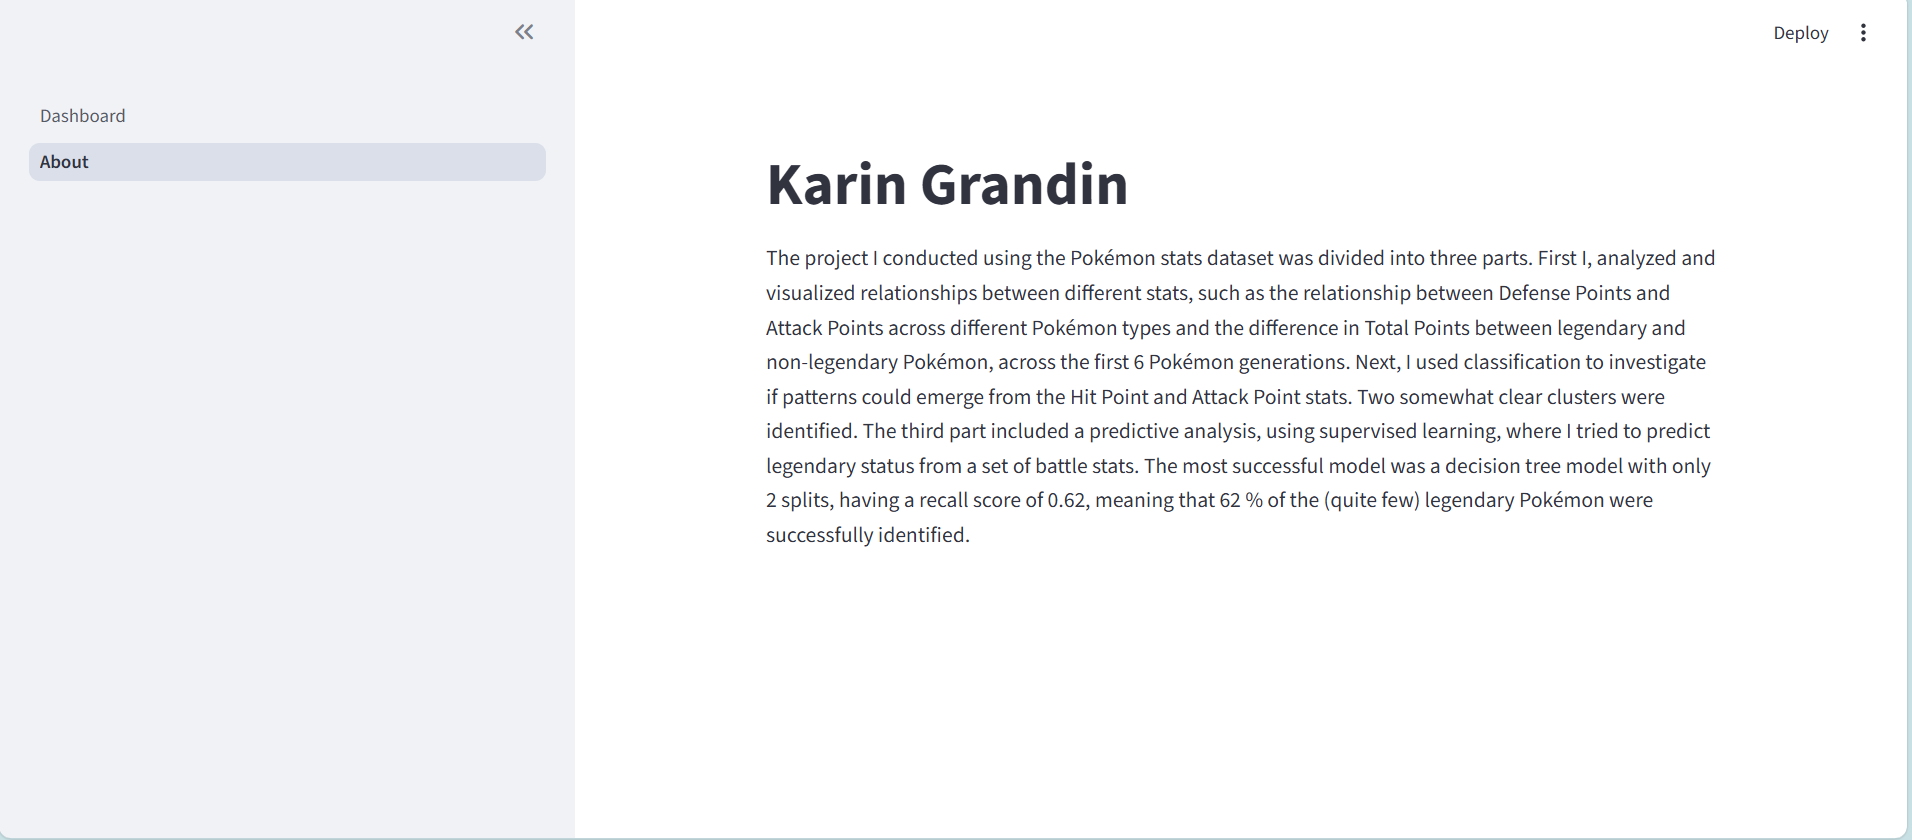 Deploy
Dashboard
About
Karin Grandin
The project I conducted using the Pokémon stats dataset was divided into three parts. First I, analyzed and
visualized relationships between different stats, such as the relationship between Defense Points and
Attack Points across different Pokémon types and the difference in Total Points between legendary and
non-legendary Pokémon, across the first 6 Pokémon generations. Next, I used classification to investigate
if patterns could emerge from the Hit Point and Attack Point stats. Two somewhat clear clusters were
identified. The third part included a predictive analysis, using supervised learning, where I tried to predict
legendary status from a set of battle stats. The most successful model was a decision tree model with only
2 splits, having a recall score of 0.62, meaning that 62 % of the (quite few) legendary Pokémon were
successfully identified.